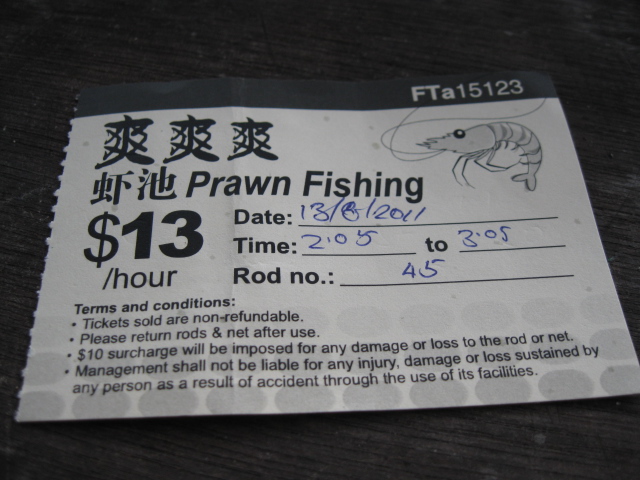 FTa15123
爽爽爽
虾池 Prawn Fishing
$13
/hour
Date: 13/8/2011
Time: 2.05 to 3.05
Rod no.: 45
Terms and conditions:
• Tickets sold are non-refundable.
• Please return rods & net after use.
• $10 surcharge will be imposed for any damage or loss to the rod or net.
• Management shall not be liable for any injury, damage or loss sustained by
any person as a result of accident through the use of its facilities.